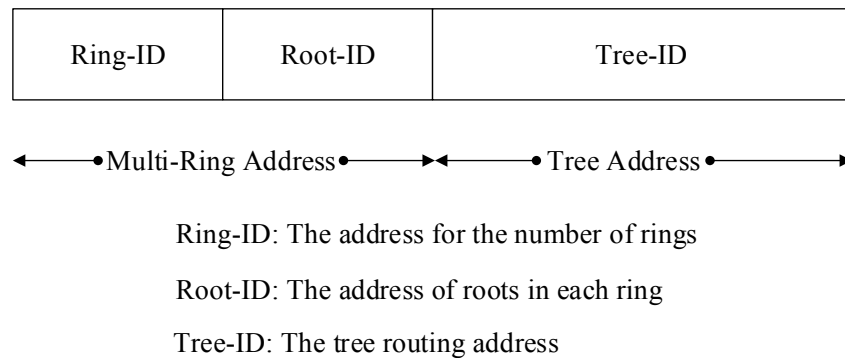 Ring-ID Root-ID Tree-ID
Multi-Ring Address Tree Address
Ring-ID: The address for the number of rings
Root-ID: The address of roots in each ring
Tree-ID: The tree routing address